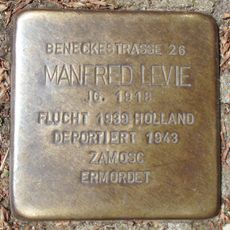 BENECKESTRASSE 26
MANFRED LEVIE
JG. 1918
FLUCHT 1939 HOLLAND
DEPORTIERT 1943
ZAMOSC
ERMORDET